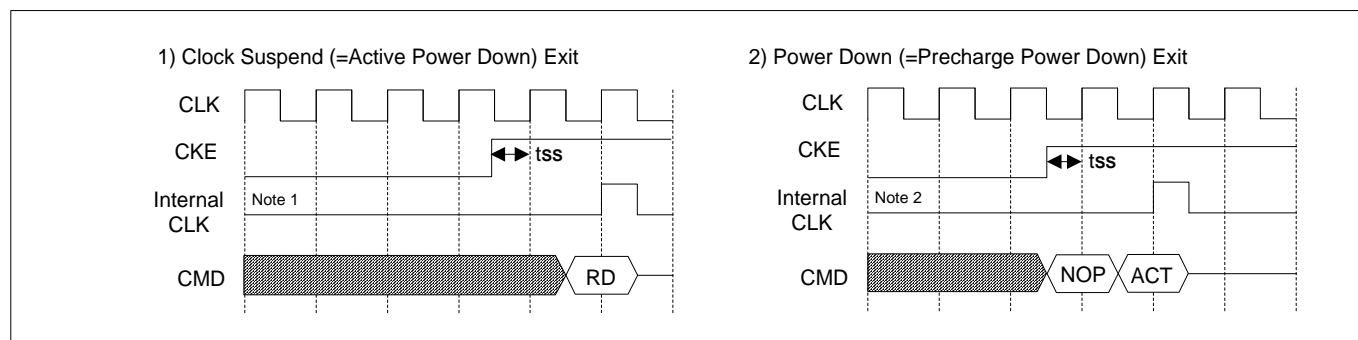 1) Clock Suspend (=Active Power Down) Exit
CLK
CKE
tss
Internal
CLK
Note 1
CMD
RD
2) Power Down (=Precharge Power Down) Exit
CLK
CKE
tss
Internal
CLK
Note 2
CMD
NOP
ACT